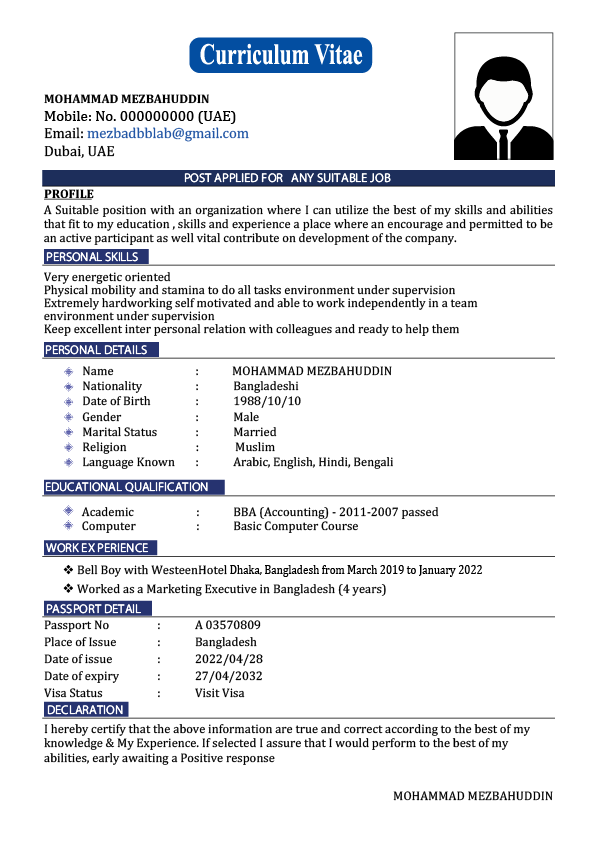 Curriculum Vitae
MOHAMMAD MEZBAHUDDIN
Mobile: No. 000000000 (UAE)
Email: mezbadbblab@gmail.com
Dubai, UAE
POST APPLIED FOR ANY SUITABLE JOB
PROFILE
A Suitable position with an organization where I can utilize the best of my skills and abilities
that fit to my education , skills and experience a place where an encourage and permitted to be
an active participant as well vital contribute on development of the company.
PERSONAL SKILLS
Very energetic oriented
Physical mobility and stamina to do all tasks environment under supervision
Extremely hardworking self motivated and able to work independently in a team
environment under supervision
Keep excellent inter personal relation with colleagues and ready to help them
PERSONAL DETAILS
Name : MOHAMMAD MEZBAHUDDIN
Nationality : Bangladeshi
Date of Birth : 1988/10/10
Gender : Male
Marital Status : Married
Religion : Muslim
Language Known : Arabic, English, Hindi, Bengali
EDUCATIONAL QUALIFICATION
Academic : BBA (Accounting) - 2011-2007 passed
Computer : Basic Computer Course
WORK EXPERIENCE
❖ Bell Boy with WesteenHotel Dhaka, Bangladesh from March 2019 to January 2022
❖ Worked as a Marketing Executive in Bangladesh (4 years)
PASSPORT DETAIL
Passport No : A 03570809
Place of Issue : Bangladesh
Date of issue : 2022/04/28
Date of expiry : 27/04/2032
Visa Status : Visit Visa
DECLARATION
I hereby certify that the above information are true and correct according to the best of my
knowledge & My Experience. If selected I assure that I would perform to the best of my
abilities, early awaiting a Positive response
MOHAMMAD MEZBAHUDDIN